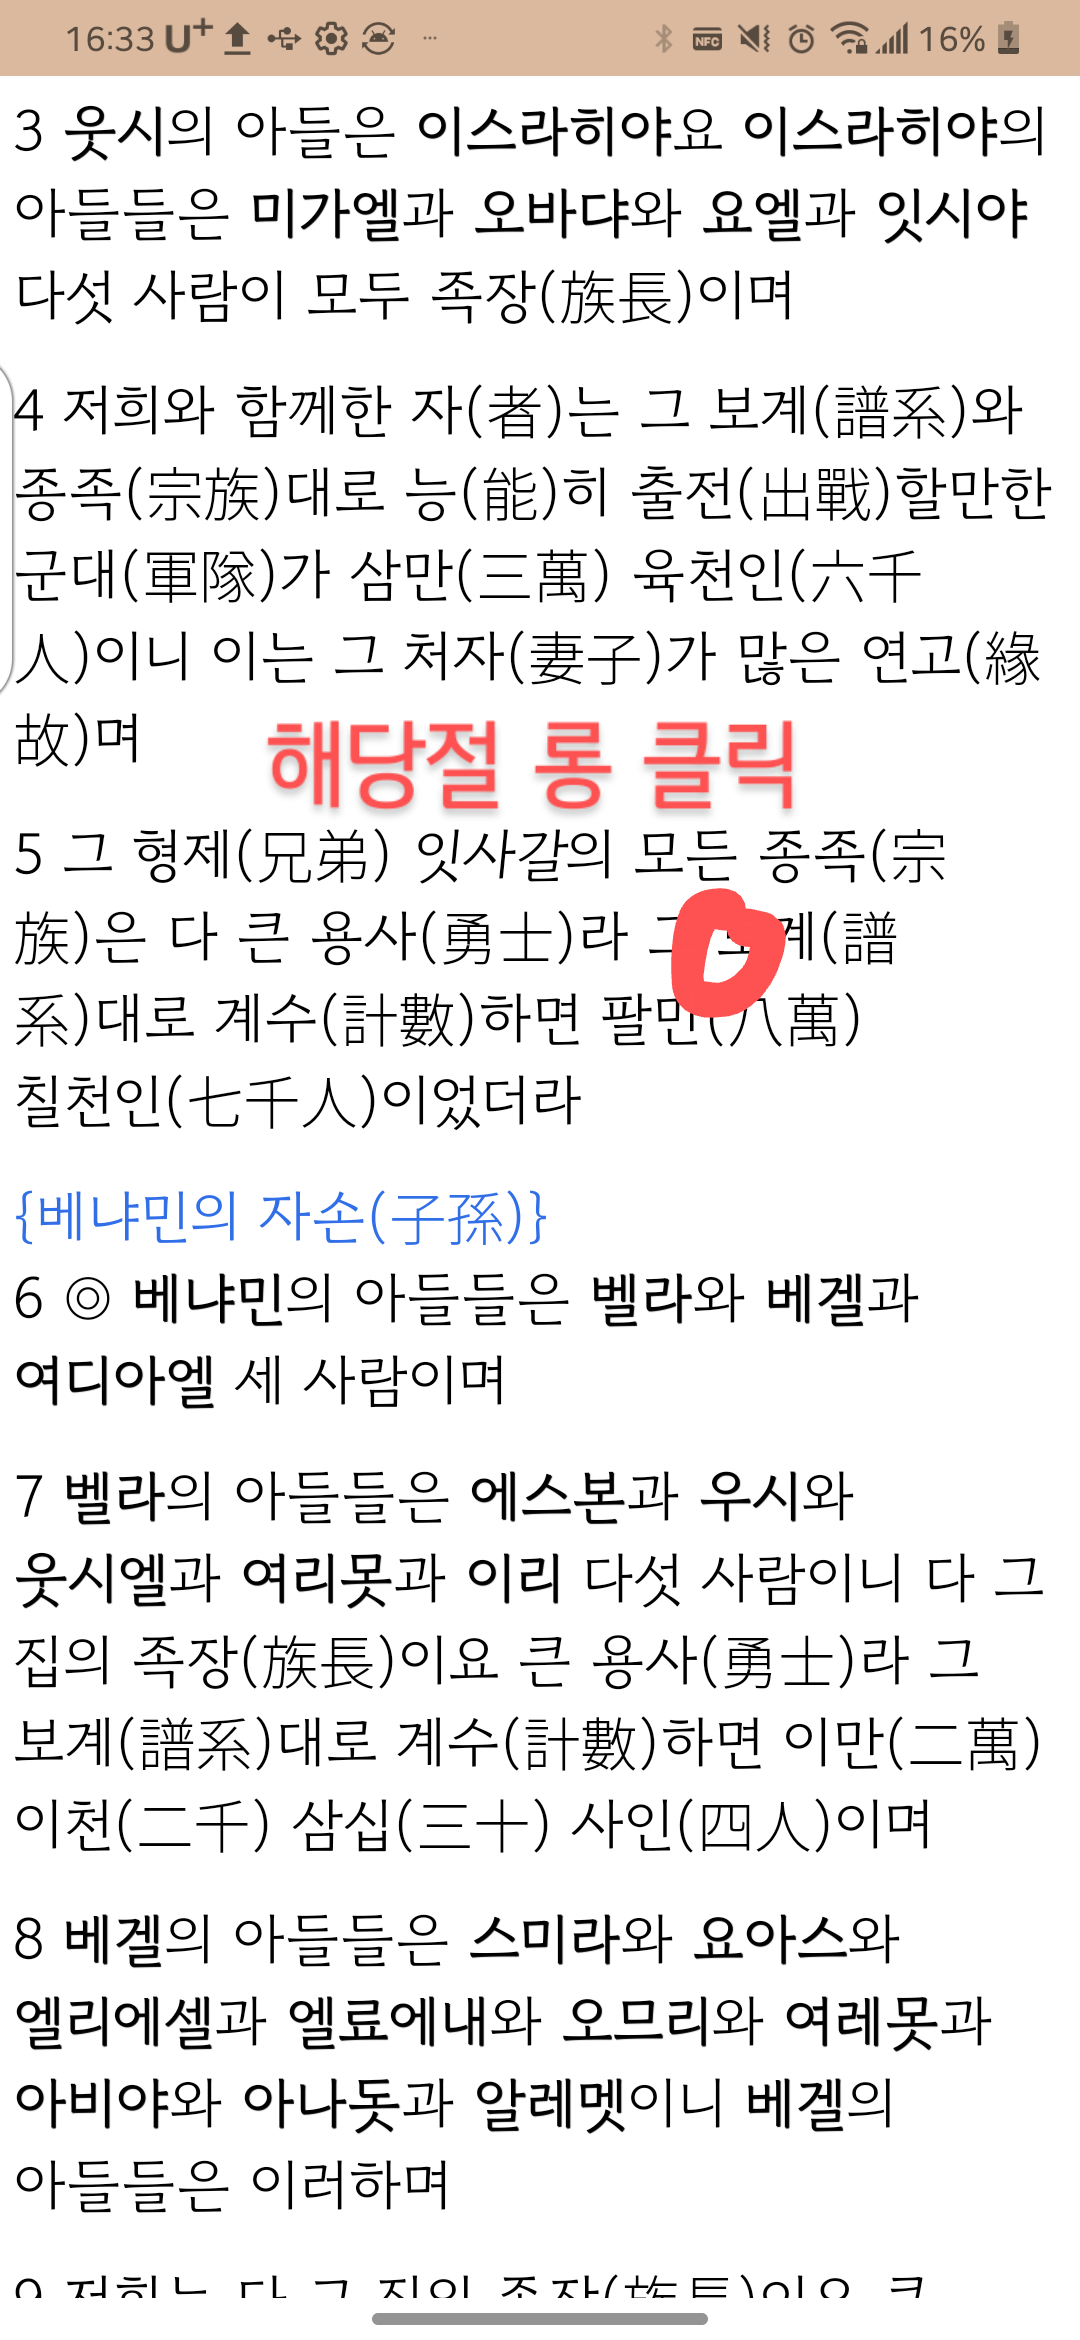 16:33 U+ ... NFC 16%
3 웃시의 아들은 이스라히야요 이스라히야의
아들들은 미가엘과 오바댜와 요엘과 잇시야
다섯 사람이 모두 족장(族長)이며
4 저희와 함께한 자(者)는 그 보계(譜系)와
종족(宗族)대로 능(能)히 출전(出戰)할만한
군대(軍隊)가 삼만(三萬) 육천인(六千
人)이니 이는 그 처자(妻子)가 많은 연고(緣
故)며
해당절 롱 클릭
5 그 형제(兄弟) 잇사갈의 모든 종족(宗
族)은 다 큰 용사(勇士)라 그 보계(譜
系)대로 계수(計數)하면 팔만(八萬)
칠천인(七千人)이었더라
{베냐민의 자손(子孫)}
6 ◎ 베냐민의 아들들은 벨라와 베겔과
여디아엘 세 사람이며
7 벨라의 아들들은 에스본과 우시와
웃시엘과 여리못과 이리 다섯 사람이니 다 그
집의 족장(族長)이요 큰 용사(勇士)라 그
보계(譜系)대로 계수(計數)하면 이만(二萬)
이천(二千) 삼십(三十) 사인(四人)이며
8 베겔의 아들들은 스미라와 요아스와
엘리에셀과 엘료에내와 오므리와 여레못과
아비야와 아나돗과 알레멧이니 베겔의
아들들은 이러하며
9 저희는 다 그 집의 족장(族長)이요 큰